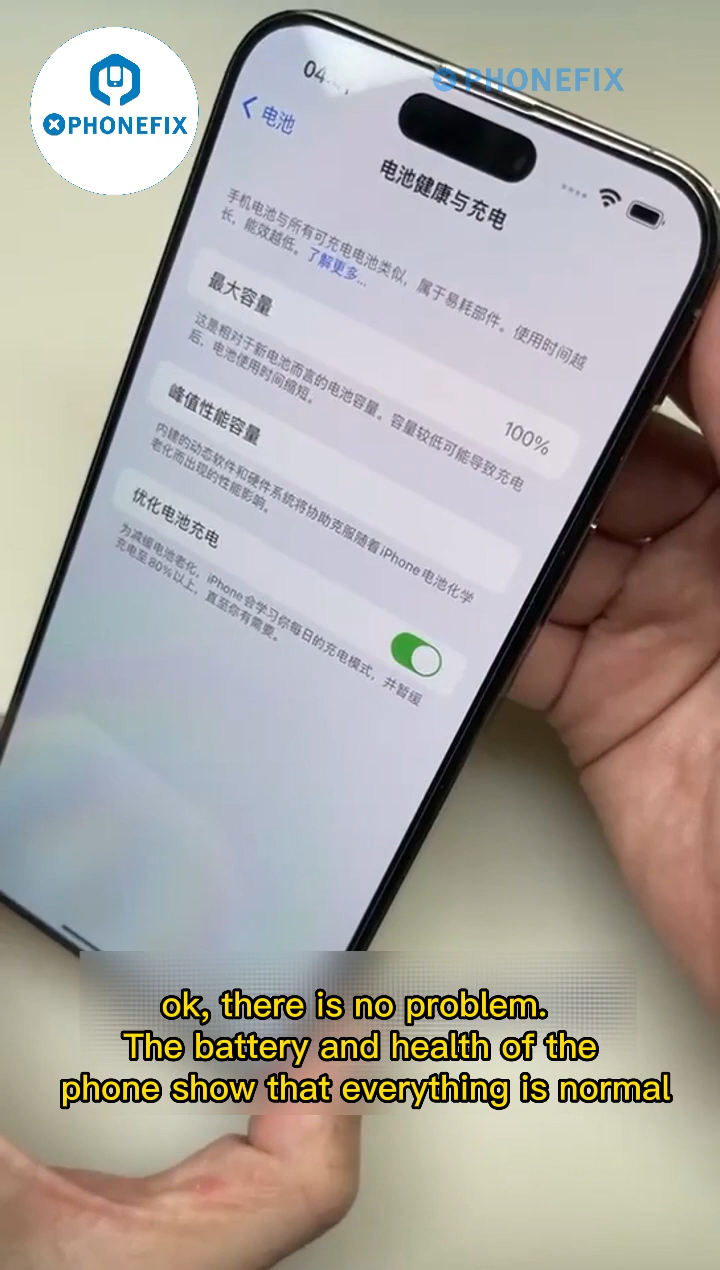 PHONEFIX
PHONEFIX
04
电池
电池健康与充电
手机电池与所有可充电电池类似，属于易耗部件。使用时间越
长，能效越低。了解更多...
最大容量
100%
这是相对于新电池而言的电池容量。容量较低可能导致充电
后，电池使用时间缩短。
峰值性能容量
内建的动态软件和硬件系统将协助克服随着iPhone电池化学
老化而出现的性能影响。
优化电池充电
为减缓电池老化，iPhone会学习你每日的充电模式，并暂缓
充电至80%以上，直至你有需要。
ok, there is no problem.
The battery and health of the
phone show that everything is normal